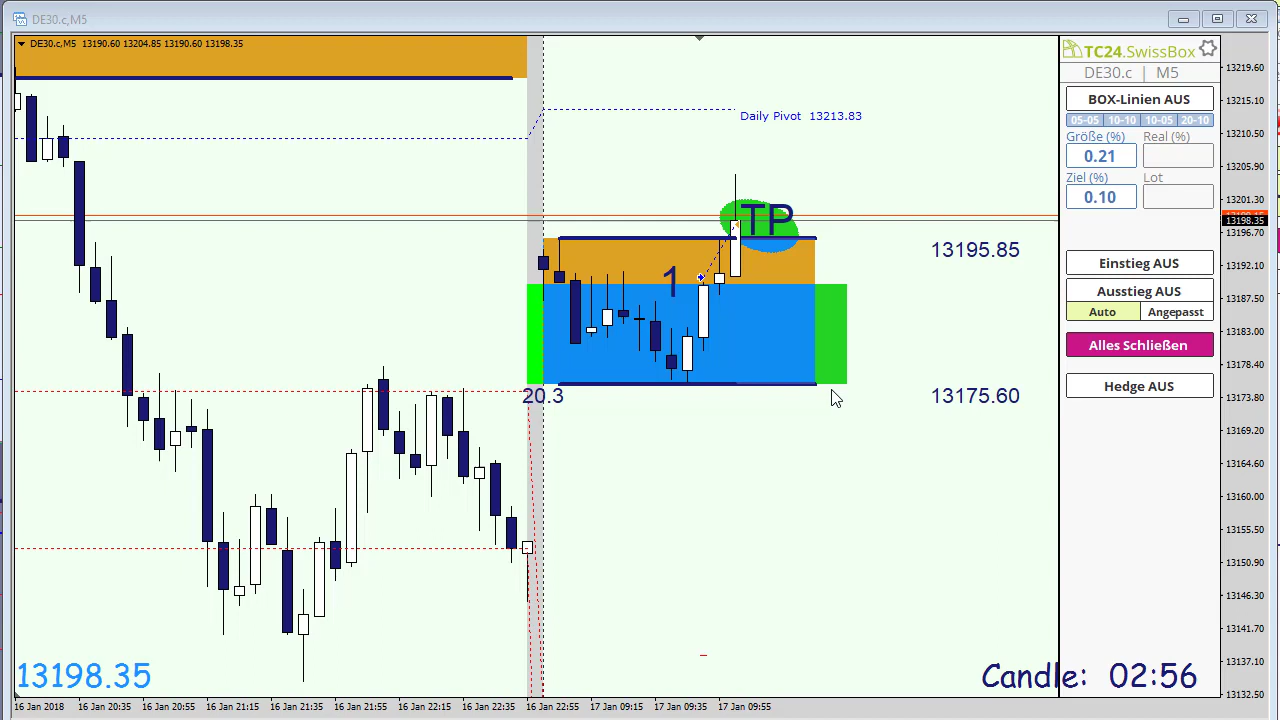 DE30.c,M5
DE30.c,M5 13190.60 13204.85 13190.60 13198.35
Daily Pivot 13213.83
TP
1
13195.85
13175.60
20.3
13198.35
Candle: 02:56
TC24.SwissBox
DE30.c | M5
BOX-Linien AUS
05-05 10-10 10-05 20-10
Größe (%) Real (%)
0.21
Ziel (%) Lot
0.10
Einstieg AUS
Ausstieg AUS
Auto Angepasst
Alles Schließen
Hedge AUS
13219.60
13215.10
13210.50
13205.90
13201.30
13198.35
13196.70
13192.10
13187.50
13183.00
13178.40
13173.80
13169.20
13164.60
13160.00
13155.50
13150.90
13146.30
13141.70
13137.10
13132.50
16 Jan 2018 16 Jan 20:35 16 Jan 20:55 16 Jan 21:15 16 Jan 21:35 16 Jan 21:55 16 Jan 22:15 16 Jan 22:35 16 Jan 22:55 17 Jan 09:15 17 Jan 09:35 17 Jan 09:55